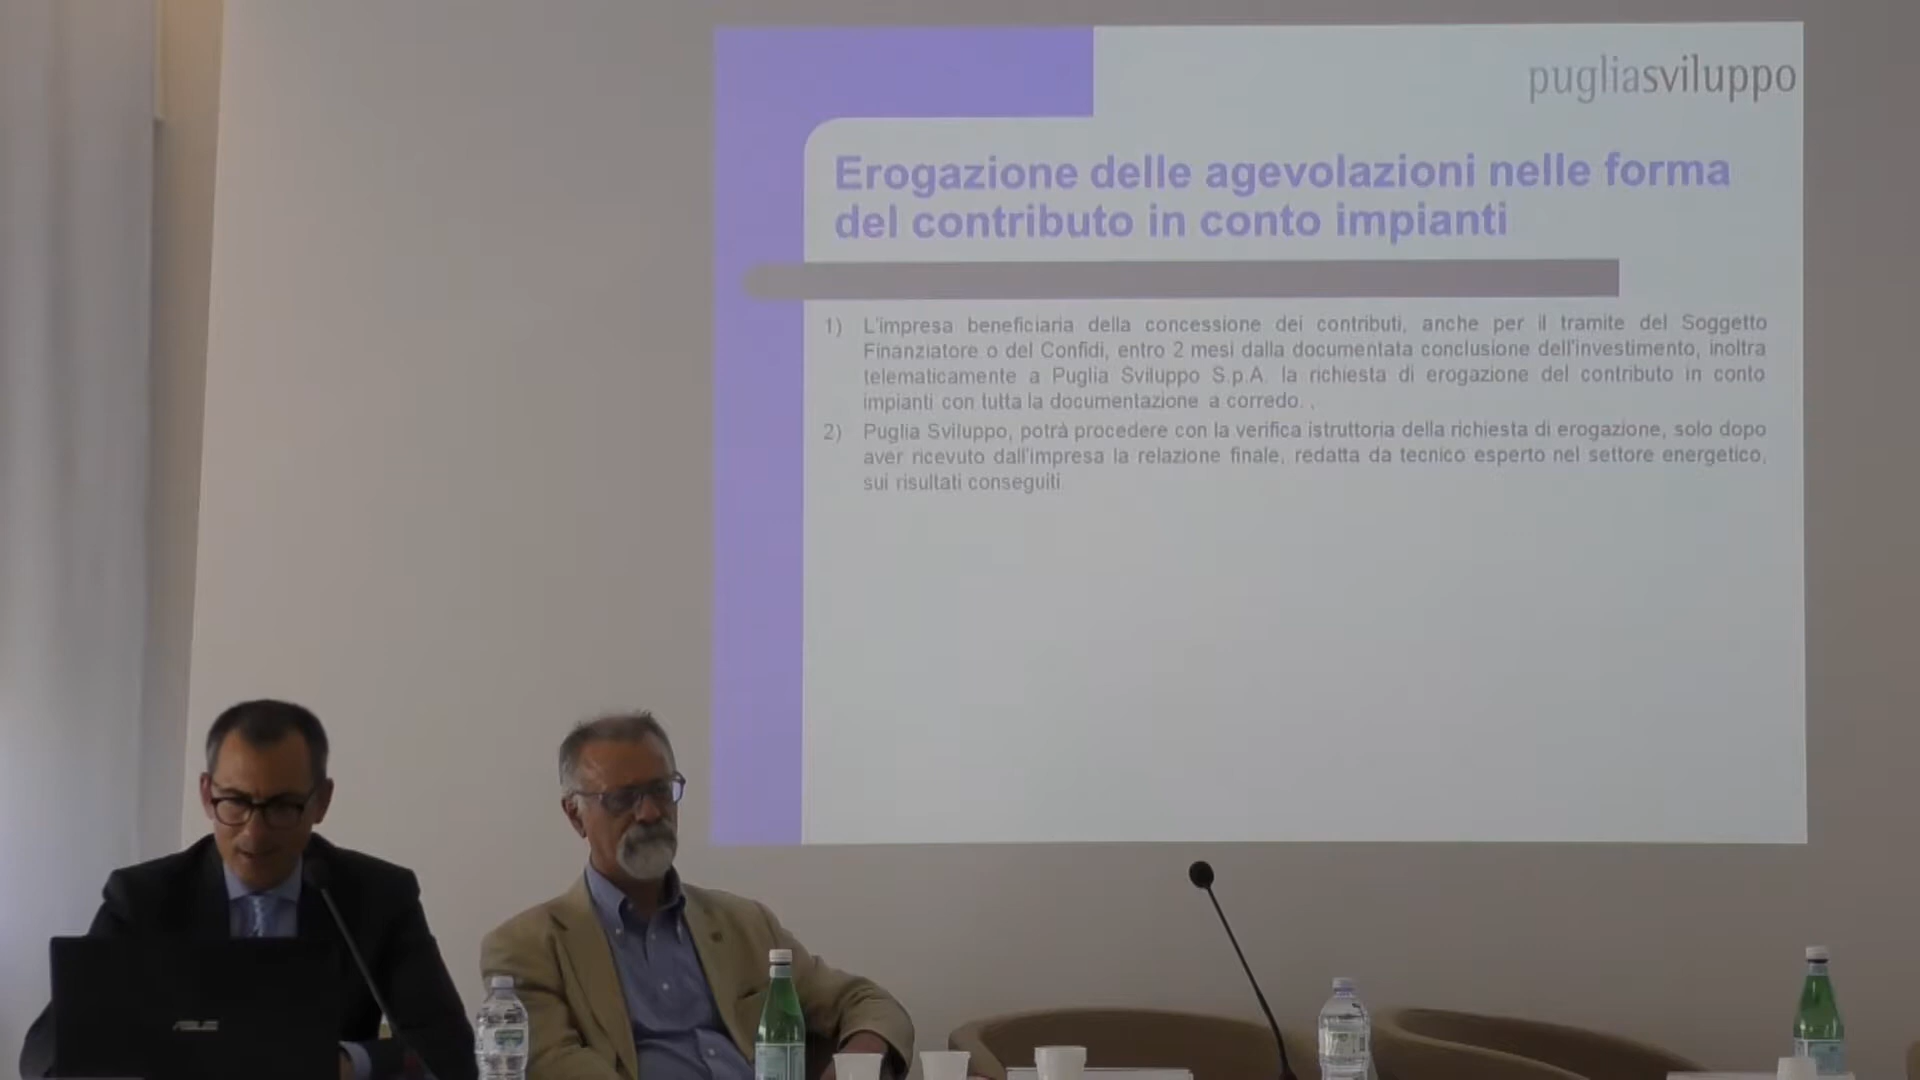 pugliasviluppo
Erogazione delle agevolazioni nelle forma
del contributo in conto impianti
1) L'impresa beneficiaria della concessione dei contributi, anche per il tramite del Soggetto
Finanziatore o del Confidi, entro 2 mesi dalla documentata conclusione dell'investimento, inoltra
telematicamente a Puglia Sviluppo S.p.A. la richiesta di erogazione del contributo in conto
impianti con tutta la documentazione a corredo. ,
2) Puglia Sviluppo, potrà procedere con la verifica istruttoria della richiesta di erogazione, solo dopo
aver ricevuto dall'impresa la relazione finale, redatta da tecnico esperto nel settore energetico,
sui risultati conseguiti
ASUS